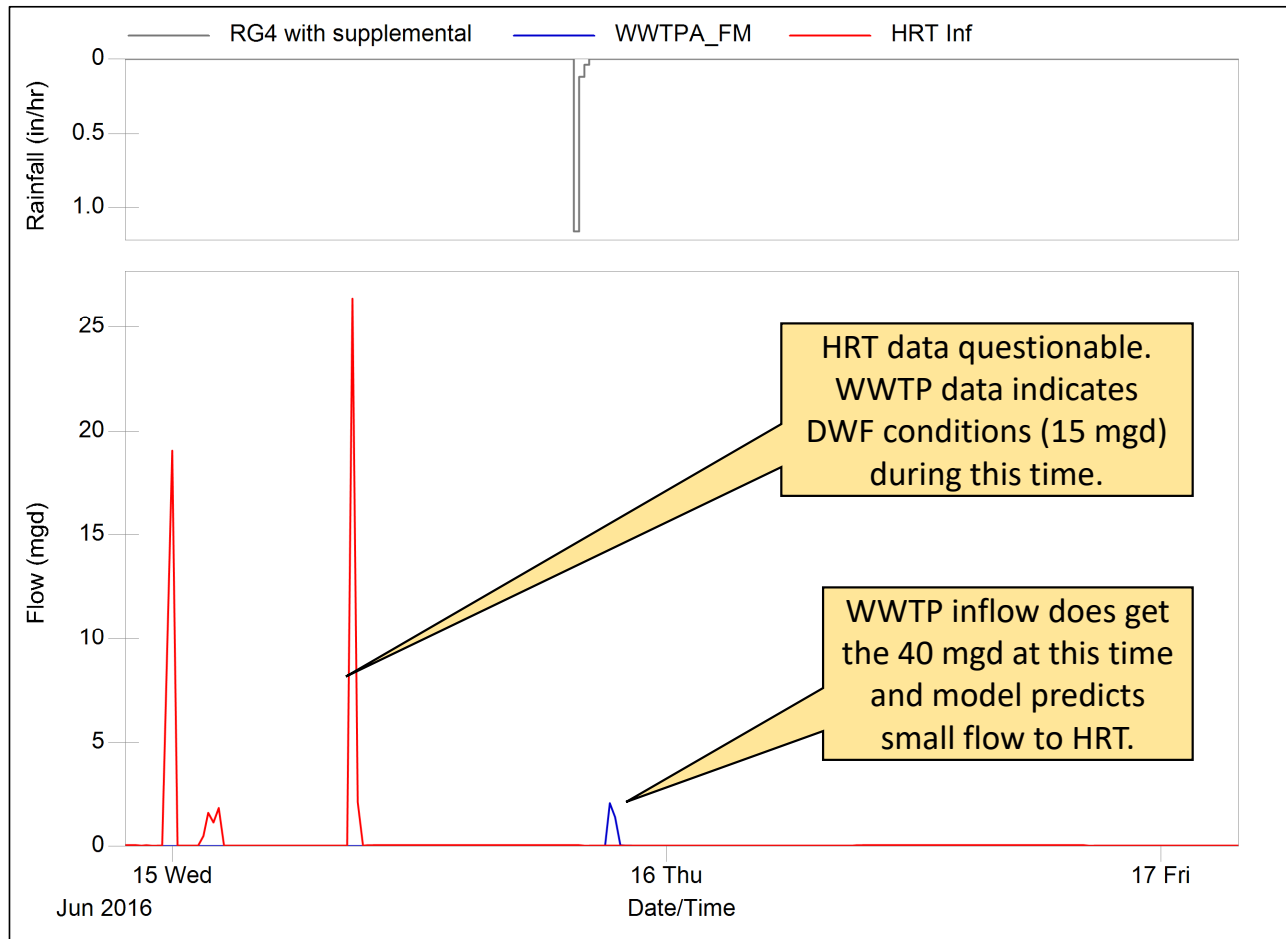 RG4 with supplemental WWTPA_FM HRT Inf
Rainfall (in/hr)
0
0.5
1.0
Flow (mgd)
25
20
15
10
5
0
HRT data questionable.
WWTP data indicates
DWF conditions (15 mgd)
during this time.
WWTP inflow does get
the 40 mgd at this time
and model predicts
small flow to HRT.
15 Wed 16 Thu 17 Fri
Jun 2016 Date/Time